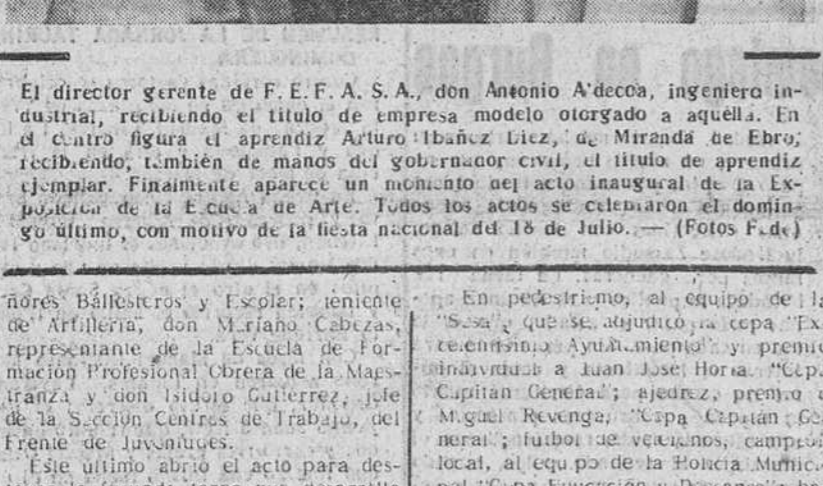 El director gerente de F. E. F. A. S. A., don Antonio A'decoa, ingeniero in-
dustrial, recibiendo el título de empresa modelo otorgado a aquélla. En
el centro figura el aprendiz Arturo Ibáñez Liez, de Miranda de Ebro,
recibiendo, también de manos del gobernador civil, el título de aprendiz
ejemplar. Finalmente aparece un momento del acto inaugural de la Ex-
posición de la Escuela de Arte. Todos los actos se celebraron el domin-
go último, con motivo de la fiesta nacional del 18 de Julio. — (Fotos Fede)
ñores Ballesteros y Escolar; teniente
de Artillería, don Mariano Cabezas,
representante de la Escuela de For-
mación Profesional Obrera de la Maes-
tranza y don Isidoro Gutiérrez, jefe
de la Sección Centros de Trabajo, del
Frente de Juventudes.
Este último abrió el acto para des-
En pedestrismo, al equipo de la
"Sesa", que se adjudicó la copa "Ex
celentísimo Ayuntamiento" y premio
individual a Juan José Horia. "Cop.
Capitán General"; ajedrez, premio a
Miguel Revenga, "Copa Capitán Ge
neral"; fútbol de veteranos, campeón
local, al equipo de la Policía Munic.